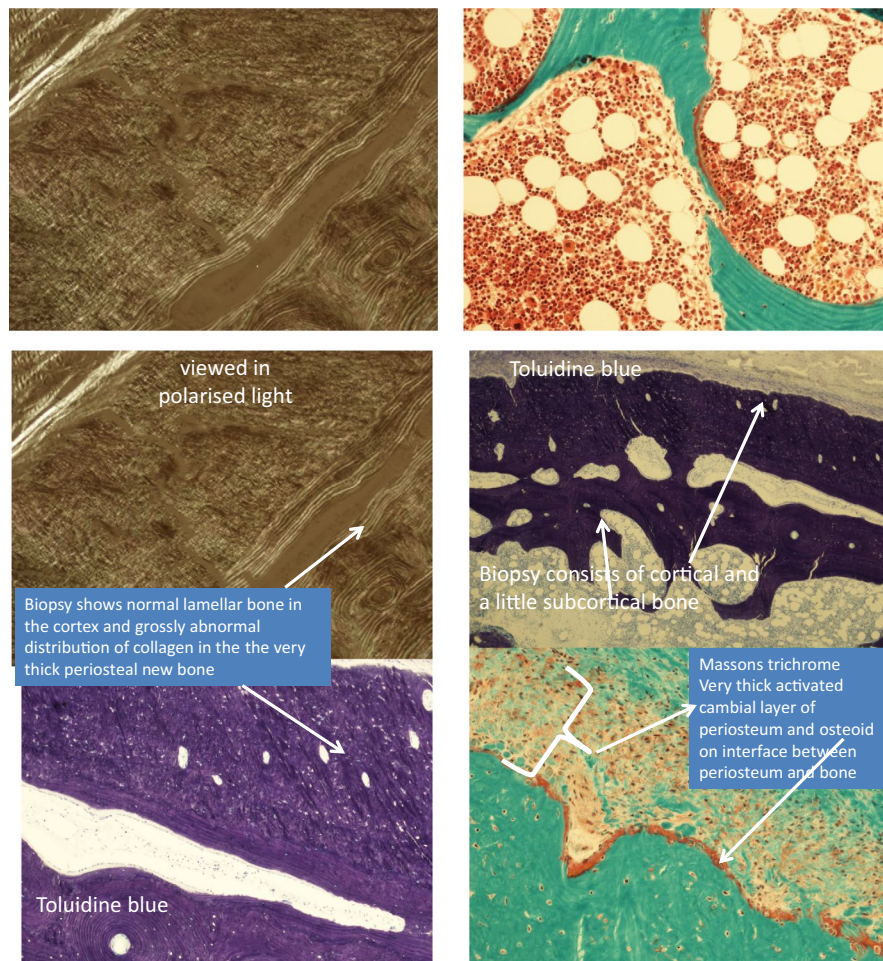 viewed in
polarised light
Toluidine blue
Biopsy consists of cortical and
a little subcortical bone
Biopsy shows normal lamellar bone in
the cortex and grossly abnormal
distribution of collagen in the the very
thick periosteal new bone
Massons trichrome
Very thick activated
cambial layer of
periosteum and osteoid
on interface between
periosteum and bone
Toluidine blue